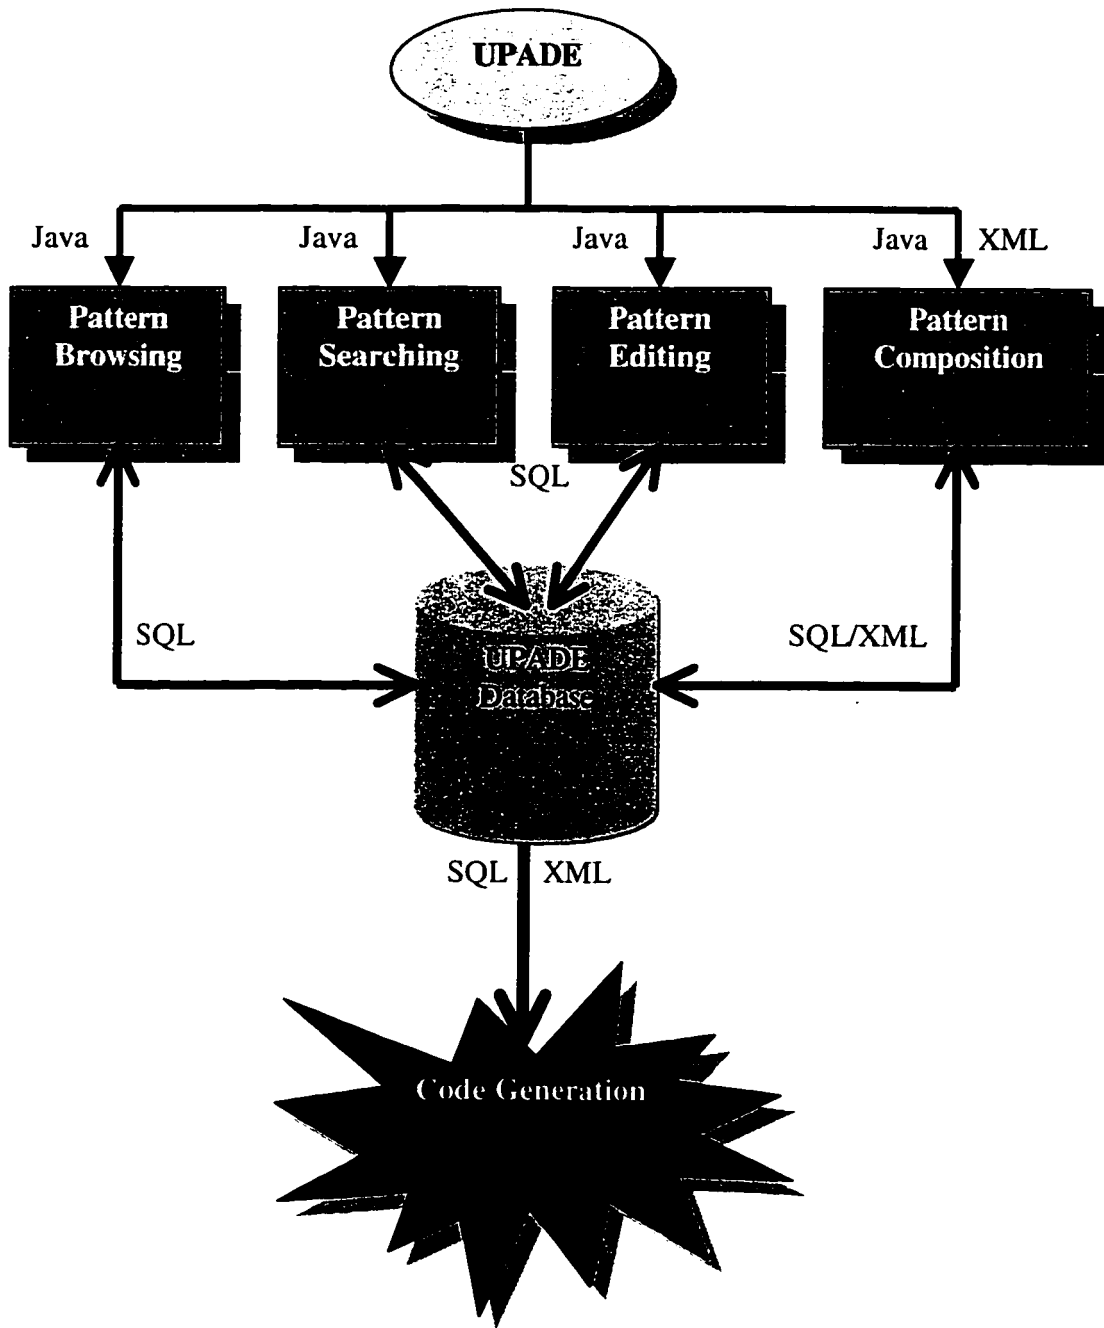 UPADE
Java
Java
Java
Java
XML
Pattern
Browsing
Pattern
Searching
Pattern
Editing
Pattern
Composition
SQL
SQL
SQL/XML
UPADE
Database
SQL
XML
Code Generation